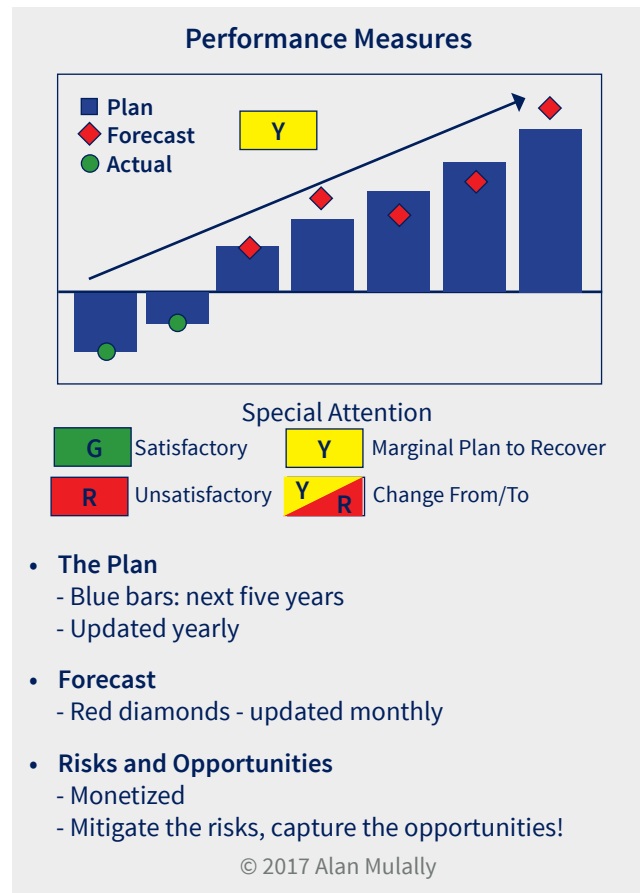 Performance Measures
Plan
Forecast
Actual
Y
Special Attention
G Satisfactory
Y Marginal Plan to Recover
R Unsatisfactory
Y R Change From/To
• The Plan
- Blue bars: next five years
- Updated yearly
• Forecast
- Red diamonds - updated monthly
• Risks and Opportunities
- Monetized
- Mitigate the risks, capture the opportunities!
© 2017 Alan Mulally